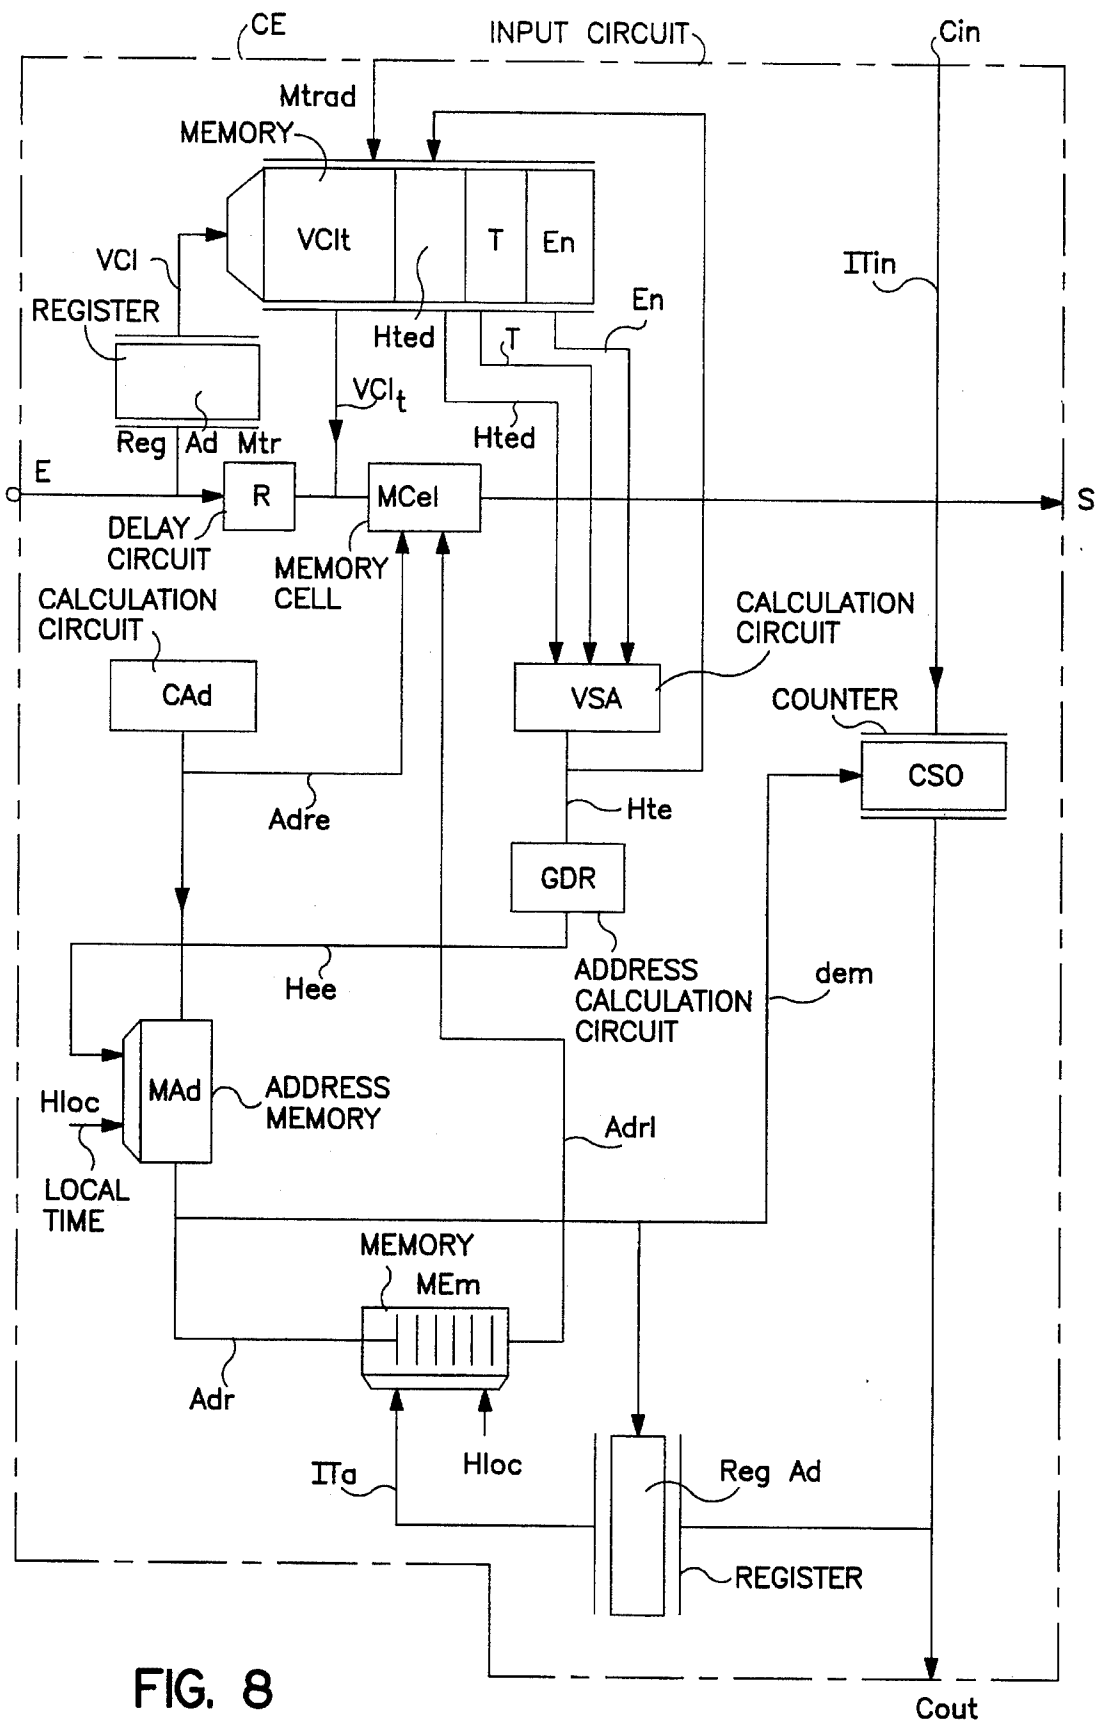 CE
INPUT CIRCUIT
Cin
Mtrad
MEMORY
VCIt
T
En
VCI
ITin
REGISTER
Hted
T
En
VCIt
Reg Ad
Mtr
Hted
E
R
MCel
S
DELAY
CIRCUIT
MEMORY
CELL
CALCULATION
CIRCUIT
CALCULATION
CIRCUIT
CAd
VSA
COUNTER
CSO
Adre
Hte
GDR
Hee
ADDRESS
CALCULATION
CIRCUIT
dem
MAd
ADDRESS
MEMORY
Hloc
Adrl
LOCAL
TIME
MEMORY
MEm
Adr
ITa
Hloc
Reg Ad
REGISTER
FIG. 8
Cout